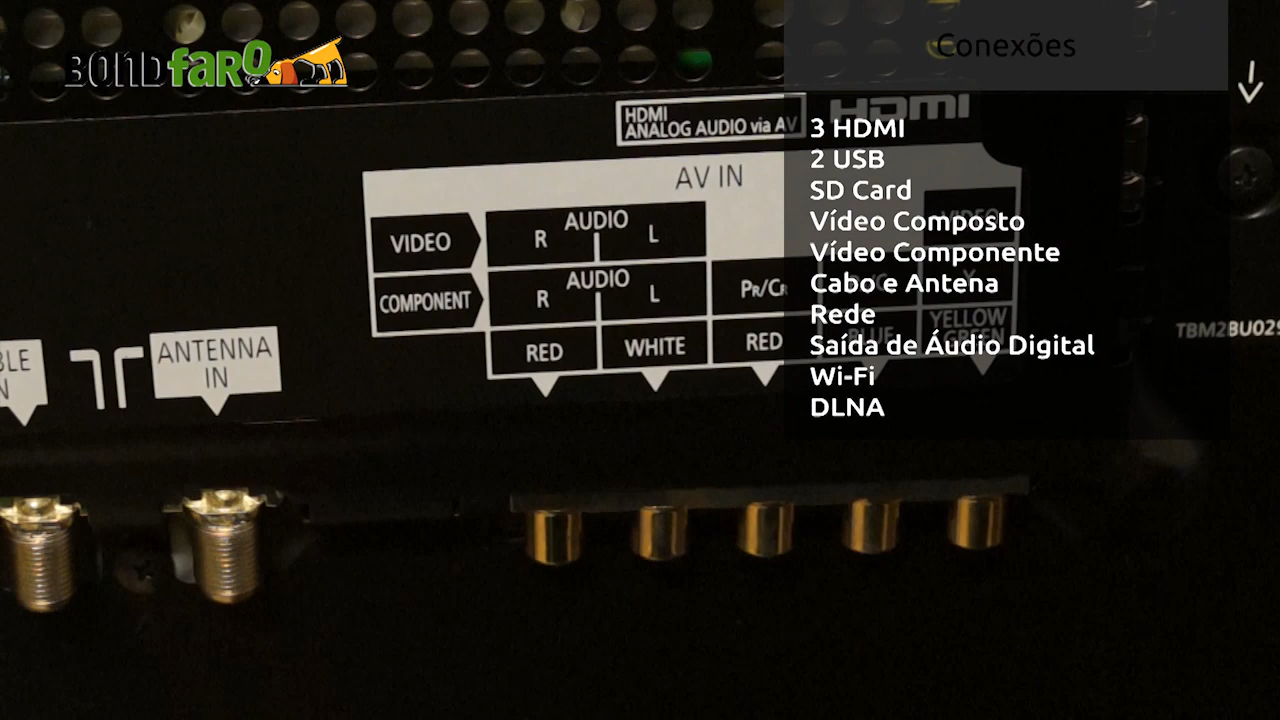 BONDFARO
Conexões
3 HDMI
2 USB
SD Card
Vídeo Composto
Vídeo Componente
Cabo e Antena
Rede
Saída de Áudio Digital
Wi-Fi
DLNA
HDMI
ANALOG AUDIO via AV
HDMI
AV IN
VIDEO
AUDIO
R L
VIDEO
COMPONENT
AUDIO
R L
PR/CR
Y
RED
WHITE
RED
BLUE
YELLOW
GREEN
ANTENNA
IN